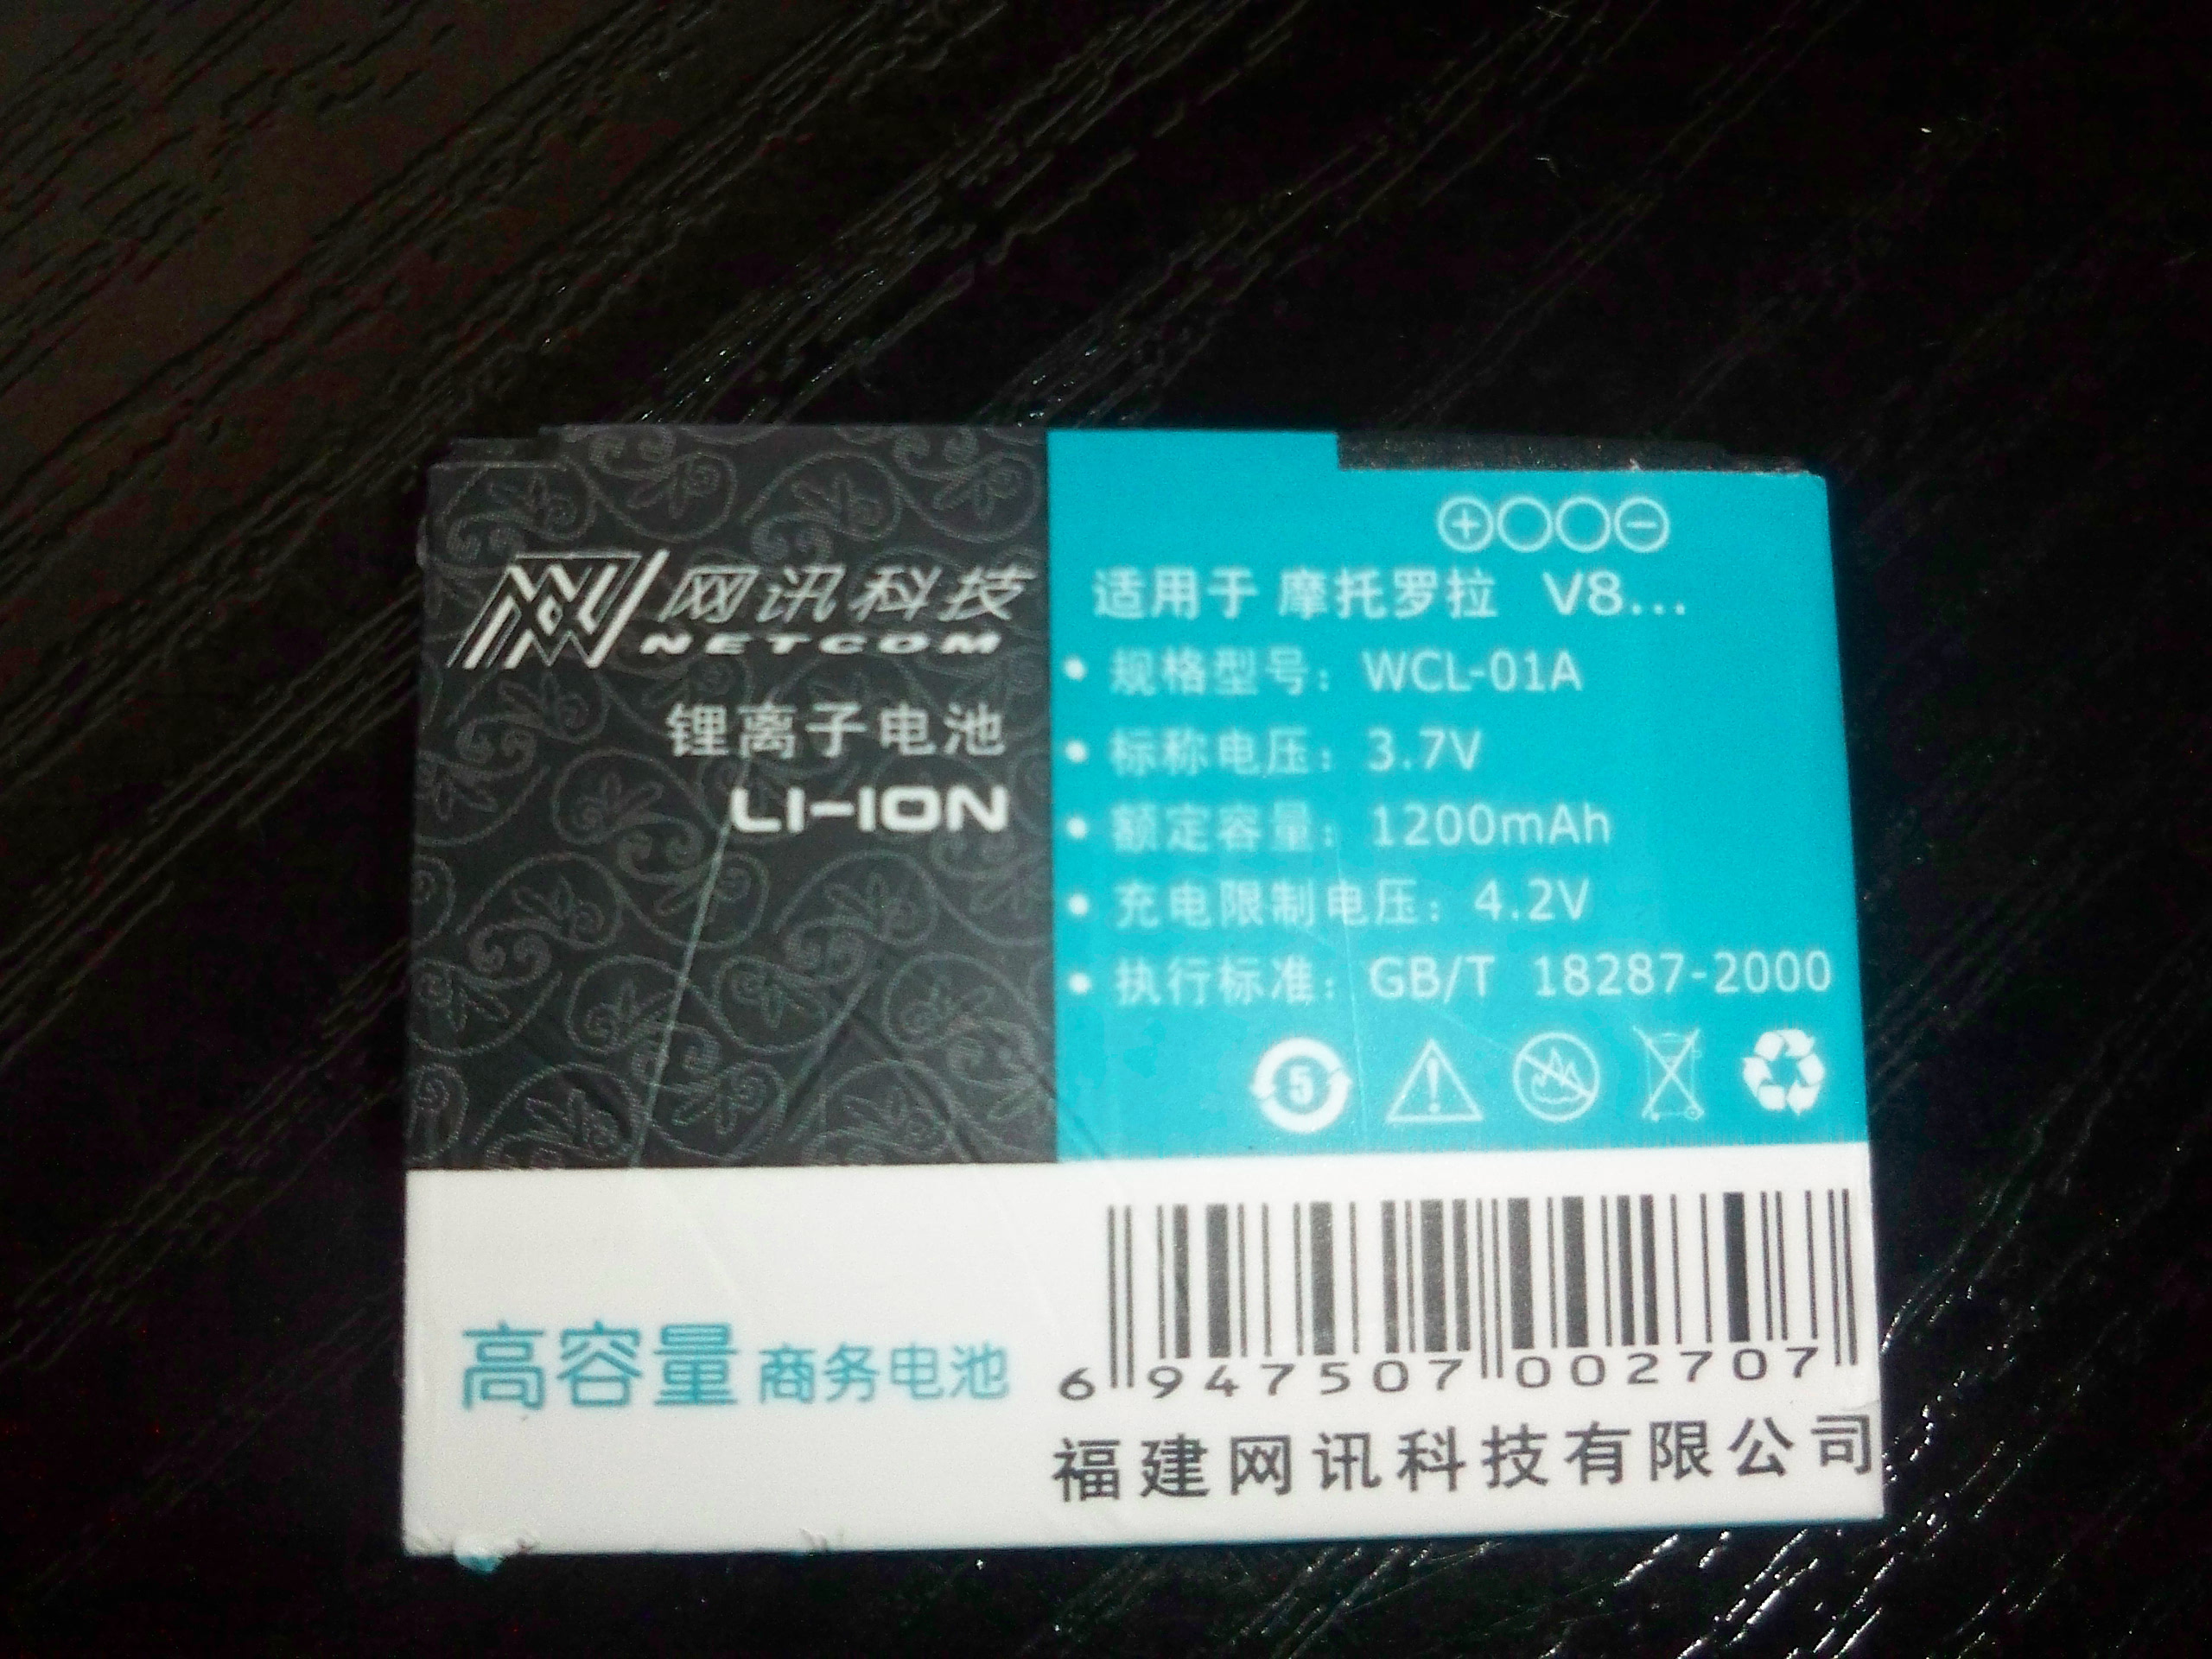 网讯科技
NETCOM
锂离子电池
LI-ION
适用于 摩托罗拉 V8...
• 规格型号: WCL-01A
• 标称电压: 3.7V
• 额定容量: 1200mAh
• 充电限制电压: 4.2V
• 执行标准: GB/T 18287-2000
5
高容量 商务电池
6 947507 002707
福建网讯科技有限公司